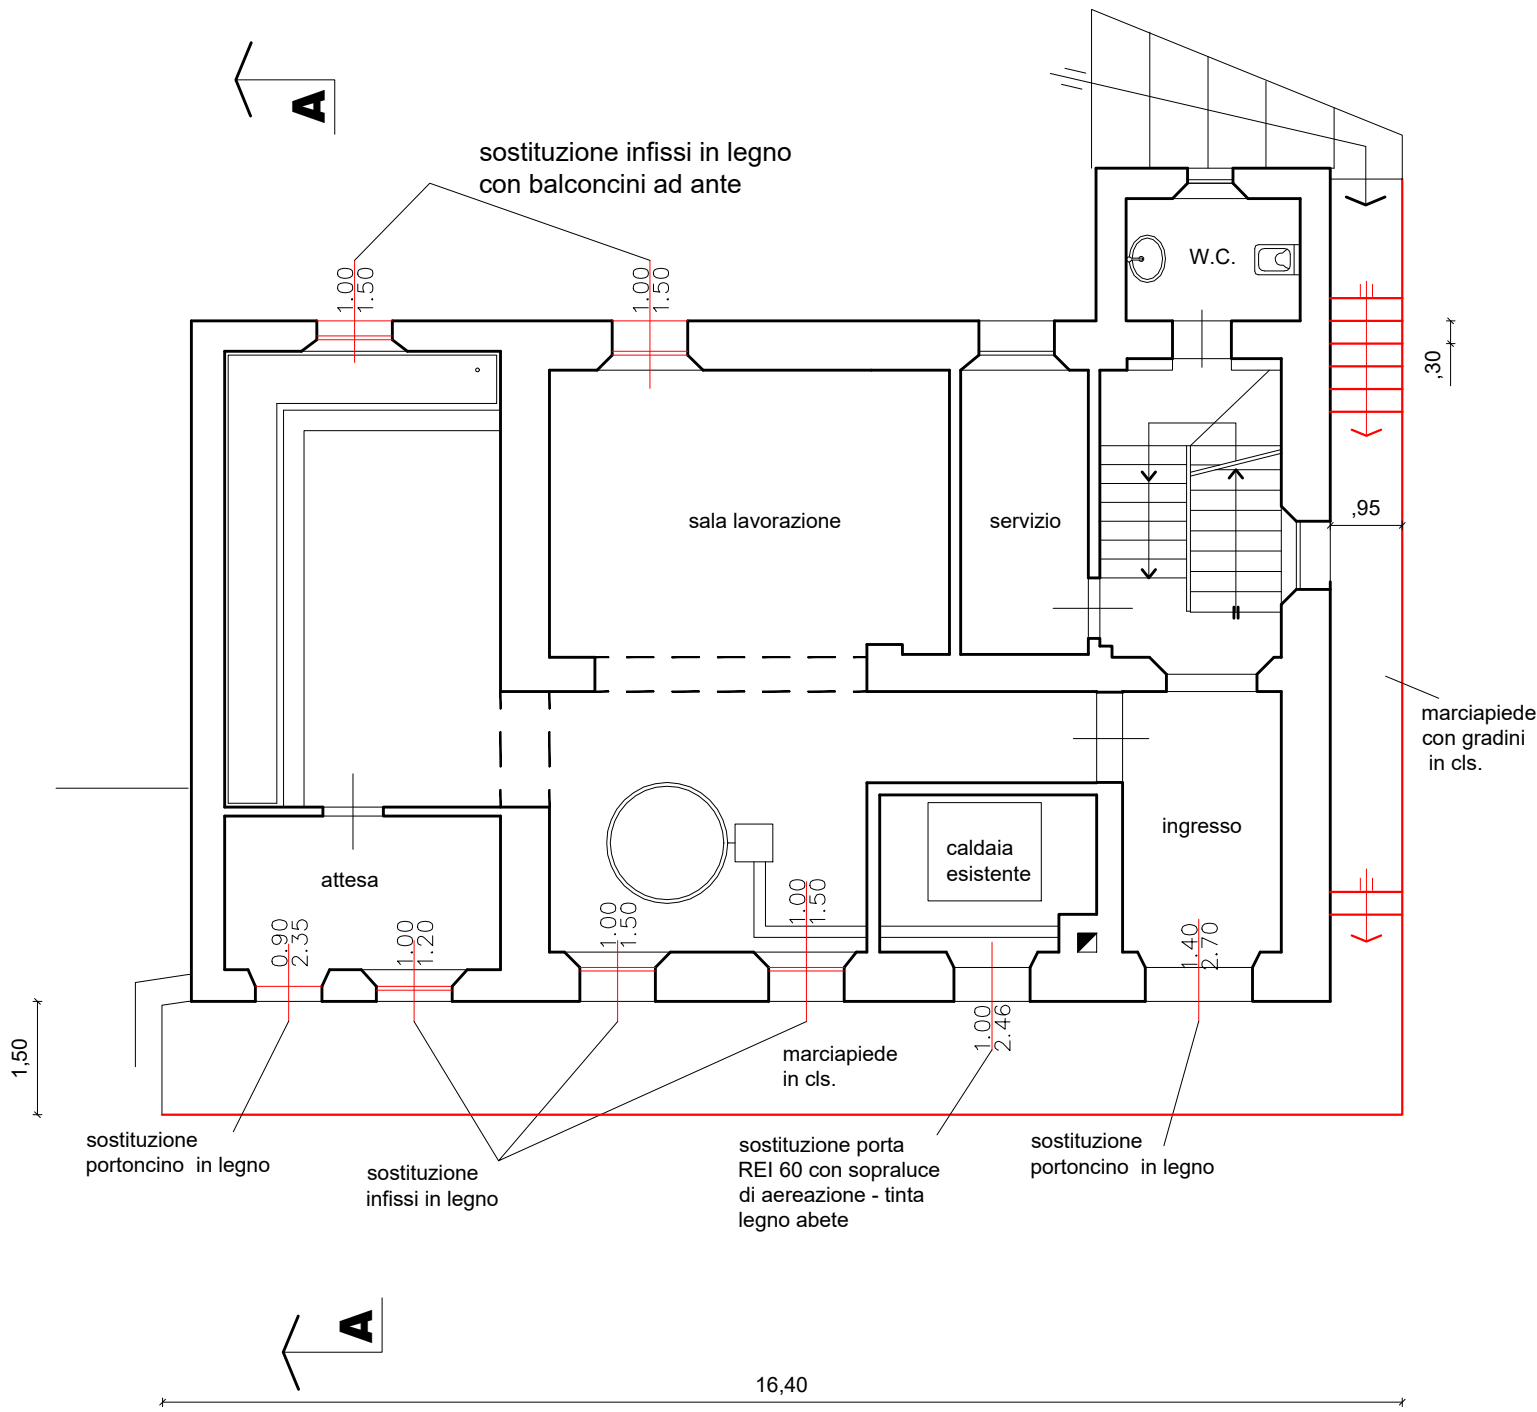 A
sostituzione infissi in legno
con balconcini ad ante
1.00
1.50
1.00
1.50
W.C.
,30
sala lavorazione
servizio
,95
marciapiede
con gradini
in cls.
ingresso
caldaia
esistente
attesa
0.90
2.35
1.00
1.20
1.00
1.50
1.00
1.50
1.40
2.70
1.00
2.46
1,50
marciapiede
in cls.
sostituzione
portoncino in legno
sostituzione
infissi in legno
sostituzione porta
REI 60 con sopraluce
di aereazione - tinta
legno abete
sostituzione
portoncino in legno
A
16,40